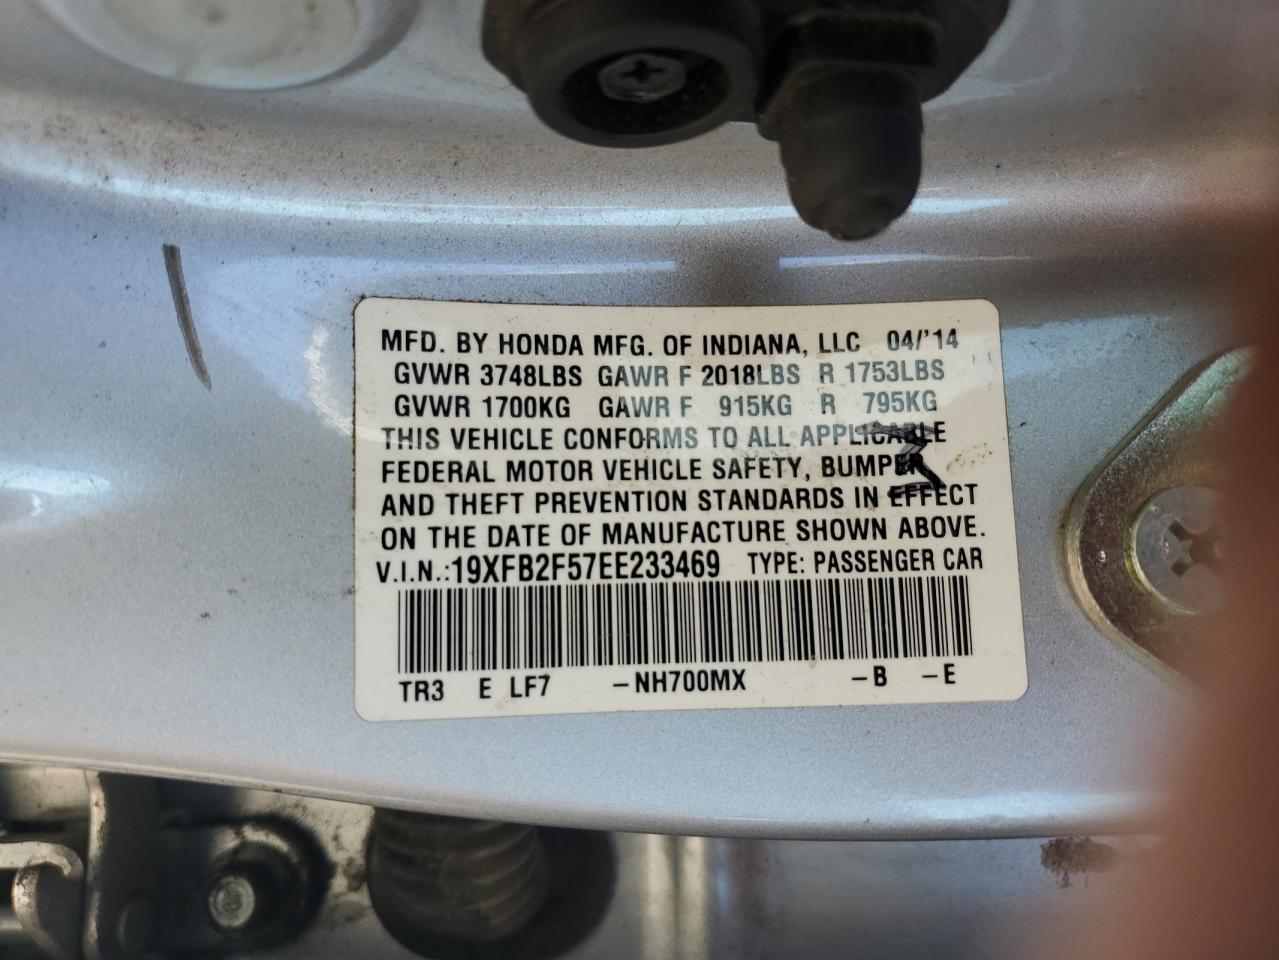 MFD. BY HONDA MFG. OF INDIANA, LLC 04/'14
GVWR 3748LBS GAWR F 2018LBS R 1753LBS
GVWR 1700KG GAWR F 915KG R 795KG
THIS VEHICLE CONFORMS TO ALL APPLICABLE
FEDERAL MOTOR VEHICLE SAFETY, BUMPER
AND THEFT PREVENTION STANDARDS IN EFFECT
ON THE DATE OF MANUFACTURE SHOWN ABOVE.
V.I.N.:19XFB2F57EE233469 TYPE: PASSENGER CAR
TR3 E LF7 -NH700MX -B -E